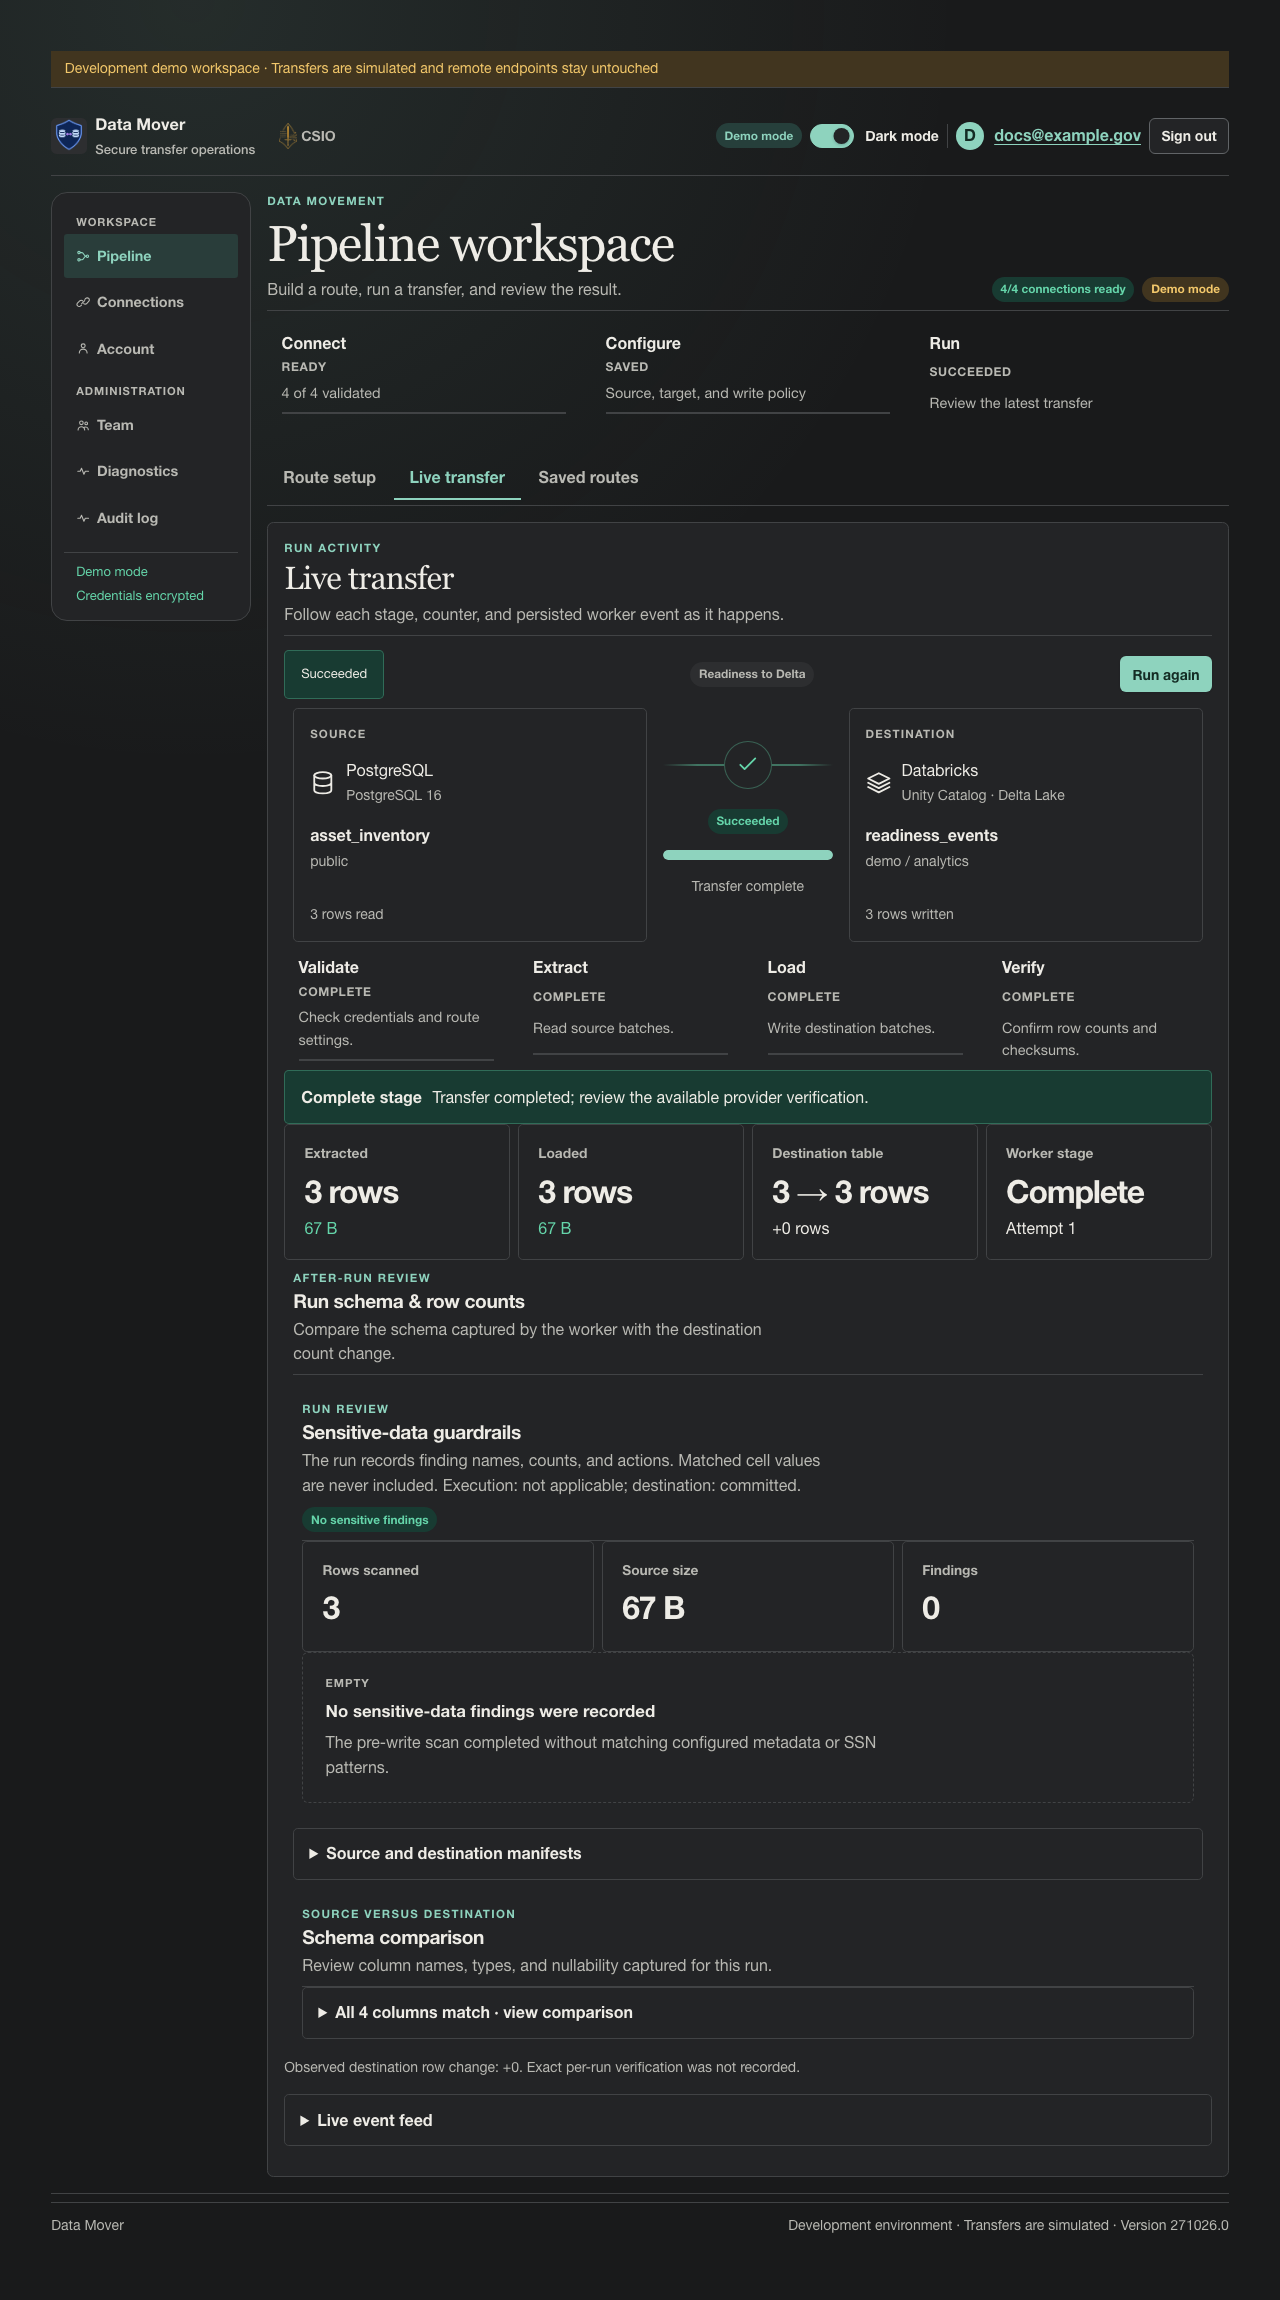 Development demo workspace · Transfers are simulated and remote endpoints stay untouched
Data Mover
Secure transfer operations
CSIO
Demo mode
Dark mode
D
docs@example.gov
Sign out
WORKSPACE
Pipeline
Connections
Account
ADMINISTRATION
Team
Diagnostics
Audit log
Demo mode
Credentials encrypted
DATA MOVEMENT
Pipeline workspace
Build a route, run a transfer, and review the result.
4/4 connections ready
Demo mode
Connect
READY
4 of 4 validated
Configure
SAVED
Source, target, and write policy
Run
SUCCEEDED
Review the latest transfer
Route setup
Live transfer
Saved routes
RUN ACTIVITY
Live transfer
Follow each stage, counter, and persisted worker event as it happens.
Succeeded
Readiness to Delta
Run again
SOURCE
PostgreSQL
PostgreSQL 16
asset_inventory
public
3 rows read
Succeeded
Transfer complete
DESTINATION
Databricks
Unity Catalog · Delta Lake
readiness_events
demo / analytics
3 rows written
Validate
COMPLETE
Check credentials and route
settings.
Extract
COMPLETE
Read source batches.
Load
COMPLETE
Write destination batches.
Verify
COMPLETE
Confirm row counts and
checksums.
Complete stage Transfer completed; review the available provider verification.
Extracted
3 rows
67 B
Loaded
3 rows
67 B
Destination table
3 → 3 rows
+0 rows
Worker stage
Complete
Attempt 1
AFTER-RUN REVIEW
Run schema & row counts
Compare the schema captured by the worker with the destination
count change.
RUN REVIEW
Sensitive-data guardrails
The run records finding names, counts, and actions. Matched cell values
are never included. Execution: not applicable; destination: committed.
No sensitive findings
Rows scanned
3
Source size
67 B
Findings
0
EMPTY
No sensitive-data findings were recorded
The pre-write scan completed without matching configured metadata or SSN
patterns.
Source and destination manifests
SOURCE VERSUS DESTINATION
Schema comparison
Review column names, types, and nullability captured for this run.
All 4 columns match · view comparison
Observed destination row change: +0. Exact per-run verification was not recorded.
Live event feed
Data Mover
Development environment · Transfers are simulated · Version 271026.0